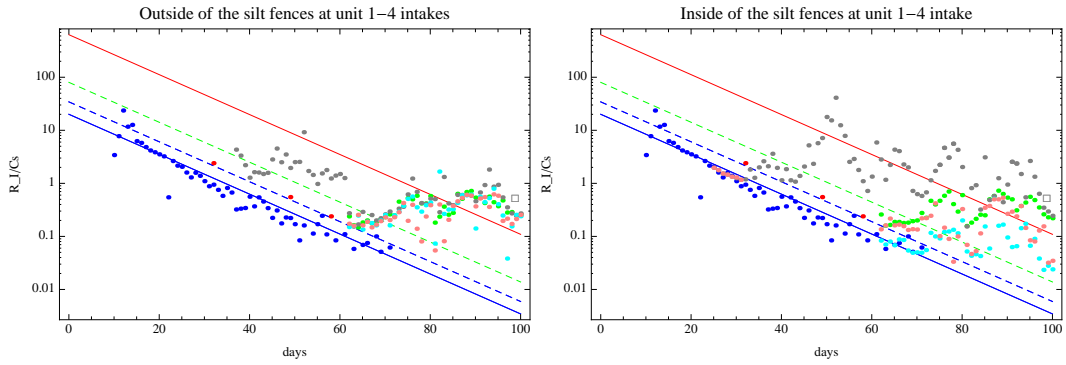 Outside of the silt fences at unit 1−4 intakes
R_I/Cs
100
10
1
0.1
0.01
0 20 40 60 80 100
days
Inside of the silt fences at unit 1−4 intake
R_I/Cs
100
10
1
0.1
0.01
0 20 40 60 80 100
days